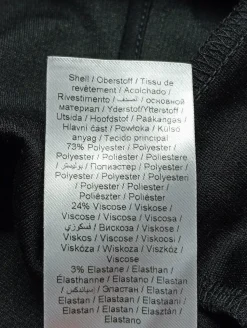 Shell / Oberstoff / Tissu de
revêtement / Acolchado /
Rivestimento / основной
материал / Yderstof/Ytterstoff /
Utsida / Hoofdstof / Pääkangas /
Hlavní část / Powłoka / Külső
anyag / Tecido principal
73% Polyester / Polyester /
Polyester / Poliéster / Poliestere
/ بوليستر / Полиэстер / Polyester /
Polyester / Polyester / Polyesteri
/ Polyester / Poliester /
Poliészter / Poliéster
24% Viscose / Viskose /
Viscose / Viscosa / Viscosa /
فسكوزي / Вискоза / Viskose /
Viskos / Viscose / Viskoosi /
Viskóza / Wiskoza / Viszkóz /
Viscose
3% Elastane / Elasthan /
Élasthanne / Elastano / Elastan
/ Эластан / Elastan /
Elastan / Elastaan / Elastaani /
Elastan / Elastan / Elasztán /
Elastano